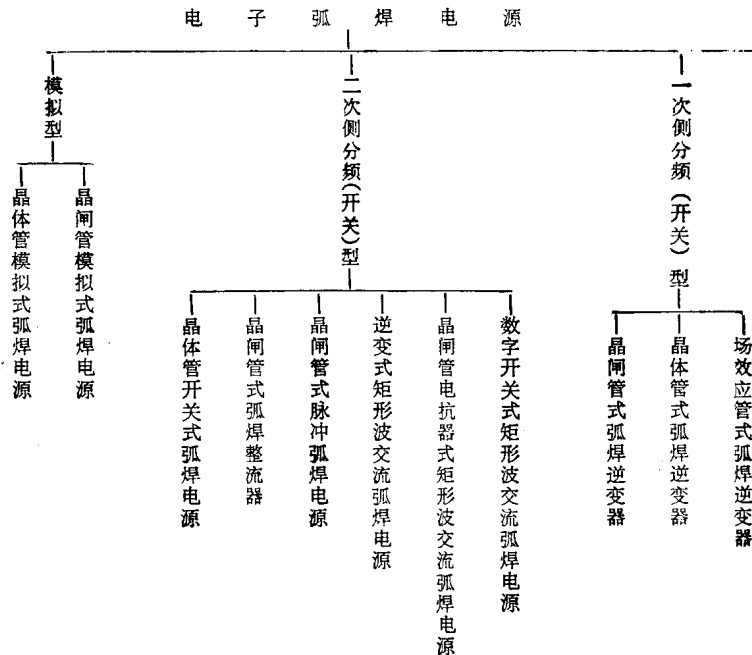 电子弧焊电源
模拟型
二次侧分频(开关)型
一次侧分频(开关)型
晶体管模拟式弧焊电源
晶闸管模拟式弧焊电源
晶体管开关式弧焊电源
晶闸管式弧焊整流器
晶闸管式脉冲弧焊电源
逆变式矩形波交流弧焊电源
晶闸管电抗器式矩形波交流弧焊电源
数字开关式矩形波交流弧焊电源
晶闸管式弧焊逆变器
晶体管式弧焊逆变器
场效应管式弧焊逆变器